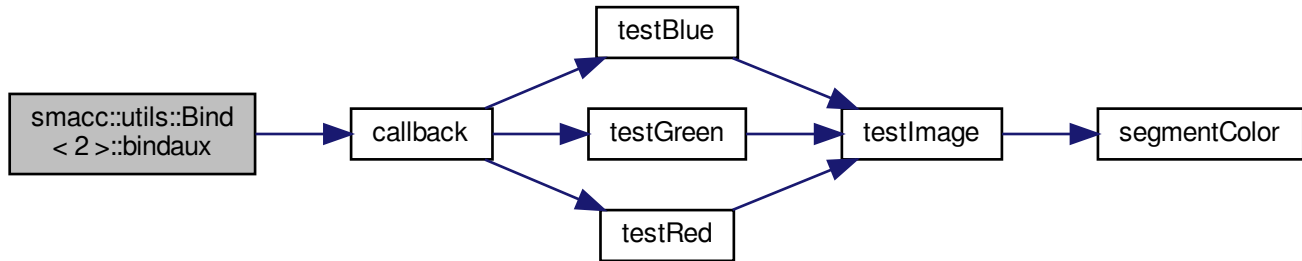 smacc::utils::Bind
< 2 >::bindaux
callback
testBlue
testGreen
testRed
testImage
segmentColor